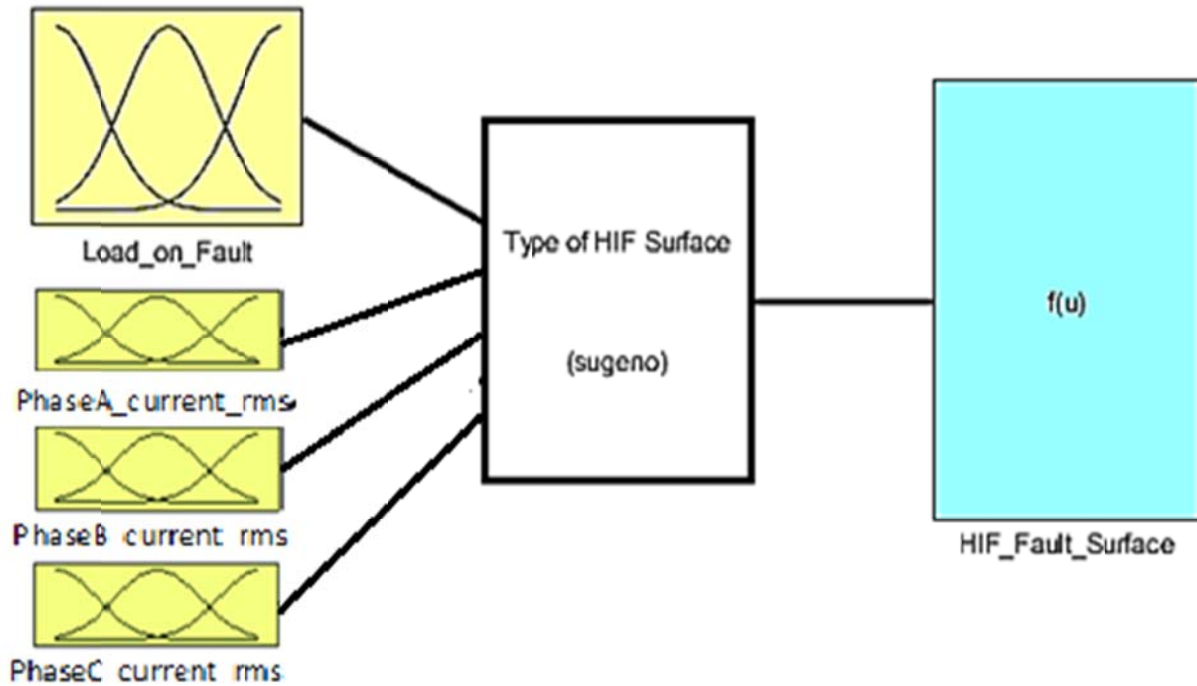 Load_on_Fault
PhaseA_current_rms
PhaseB current rms
PhaseC current rms
Type of HIF Surface
(sugeno)
f(u)
HIF_Fault_Surface